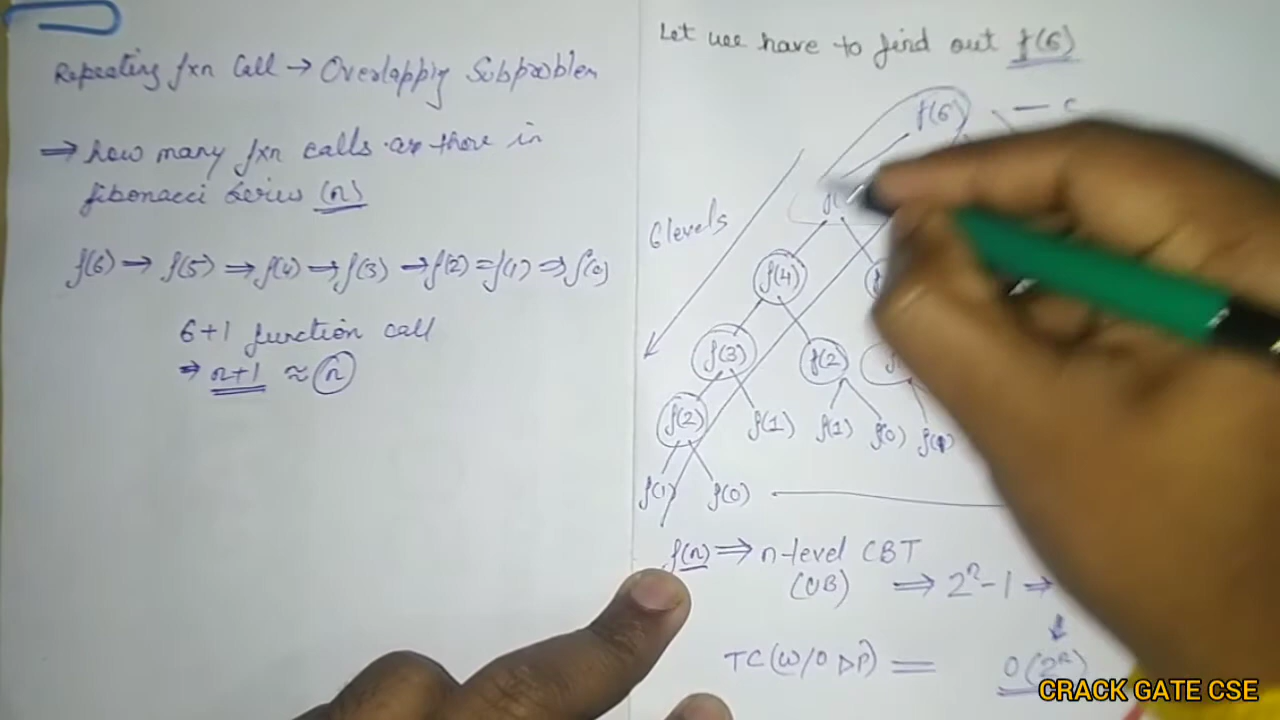 Repeating fxn Call → Overlapping Subproblem
⇒ how many fxn calls are there in
fibonacci series (n)
f(6) ⇒ f(5) ⇒ f(4) ⇒ f(3) ⇒ f(2) = f(1) ⇒ f(0)
6+1 function call
⇒ n+1 ≈ n
Let we have to find out f(6)
f(6)
6 levels
f(4)
f(3) f(2)
f(2) f(1) f(1) f(0) f(1)
f(1) f(0)
f(n) ⇒ n-level CBT
(UB) ⇒ 2ⁿ-1 ⇒
↓
TC(W/O DP) = O(2ⁿ)
CRACK GATE CSE